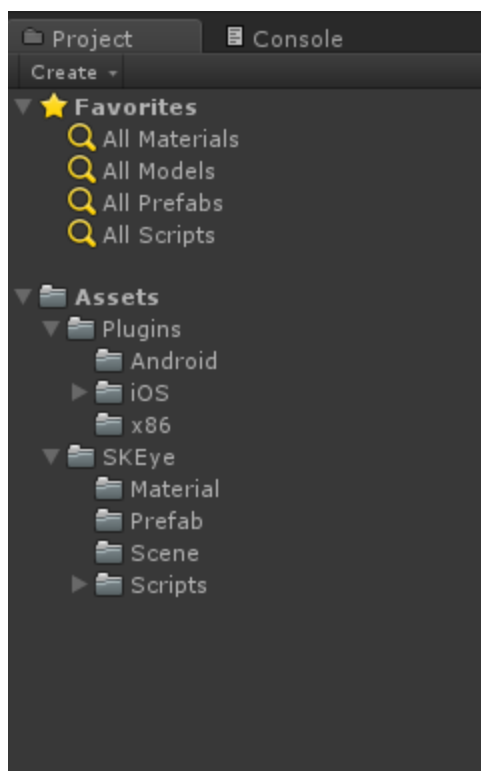 Project Console
Create
Favorites
All Materials
All Models
All Prefabs
All Scripts
Assets
Plugins
Android
iOS
x86
SKEye
Material
Prefab
Scene
Scripts